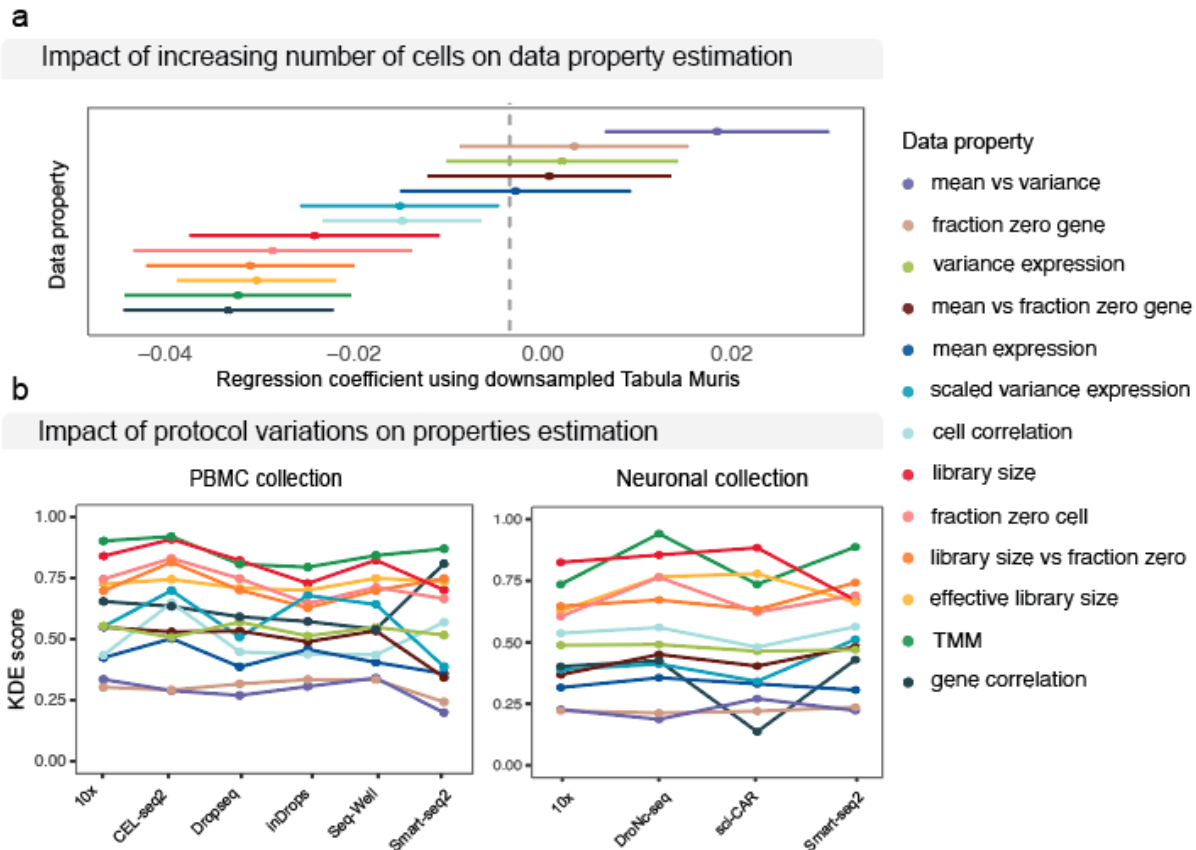 a
Impact of increasing number of cells on data property estimation
Data property
−0.04
−0.02
0.00
0.02
Regression coefficient using downsampled Tabula Muris
Data property
mean vs variance
fraction zero gene
variance expression
mean vs fraction zero gene
mean expression
scaled variance expression
cell correlation
library size
fraction zero cell
library size vs fraction zero
effective library size
TMM
gene correlation
b
Impact of protocol variations on properties estimation
PBMC collection
KDE score
1.00
0.75
0.50
0.25
0.00
10x
CEL-seq2
Dropseq
inDrops
Seq-Well
Smart-seq2
Neuronal collection
1.00
0.75
0.50
0.25
0.00
10x
DroNc-seq
sci-CAR
Smart-seq2